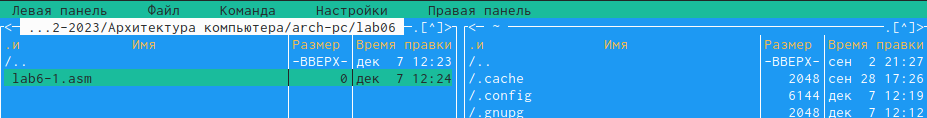 Левая панель Файл Команда Настройки Правая панель
<─ ...2-2023/Архитектура компьютера/arch-pc/lab06 .[^]> <─ ~ .[^]>
.и Имя Размер Время правки .и Имя Размер Время правки
/.. -ВВЕРХ- дек 7 12:23 /.. -ВВЕРХ- сен 2 21:27
lab6-1.asm 0 дек 7 12:24 /.cache 2048 сен 28 17:26
/.config 6144 дек 7 12:19
/.gnupg 2048 дек 7 12:12